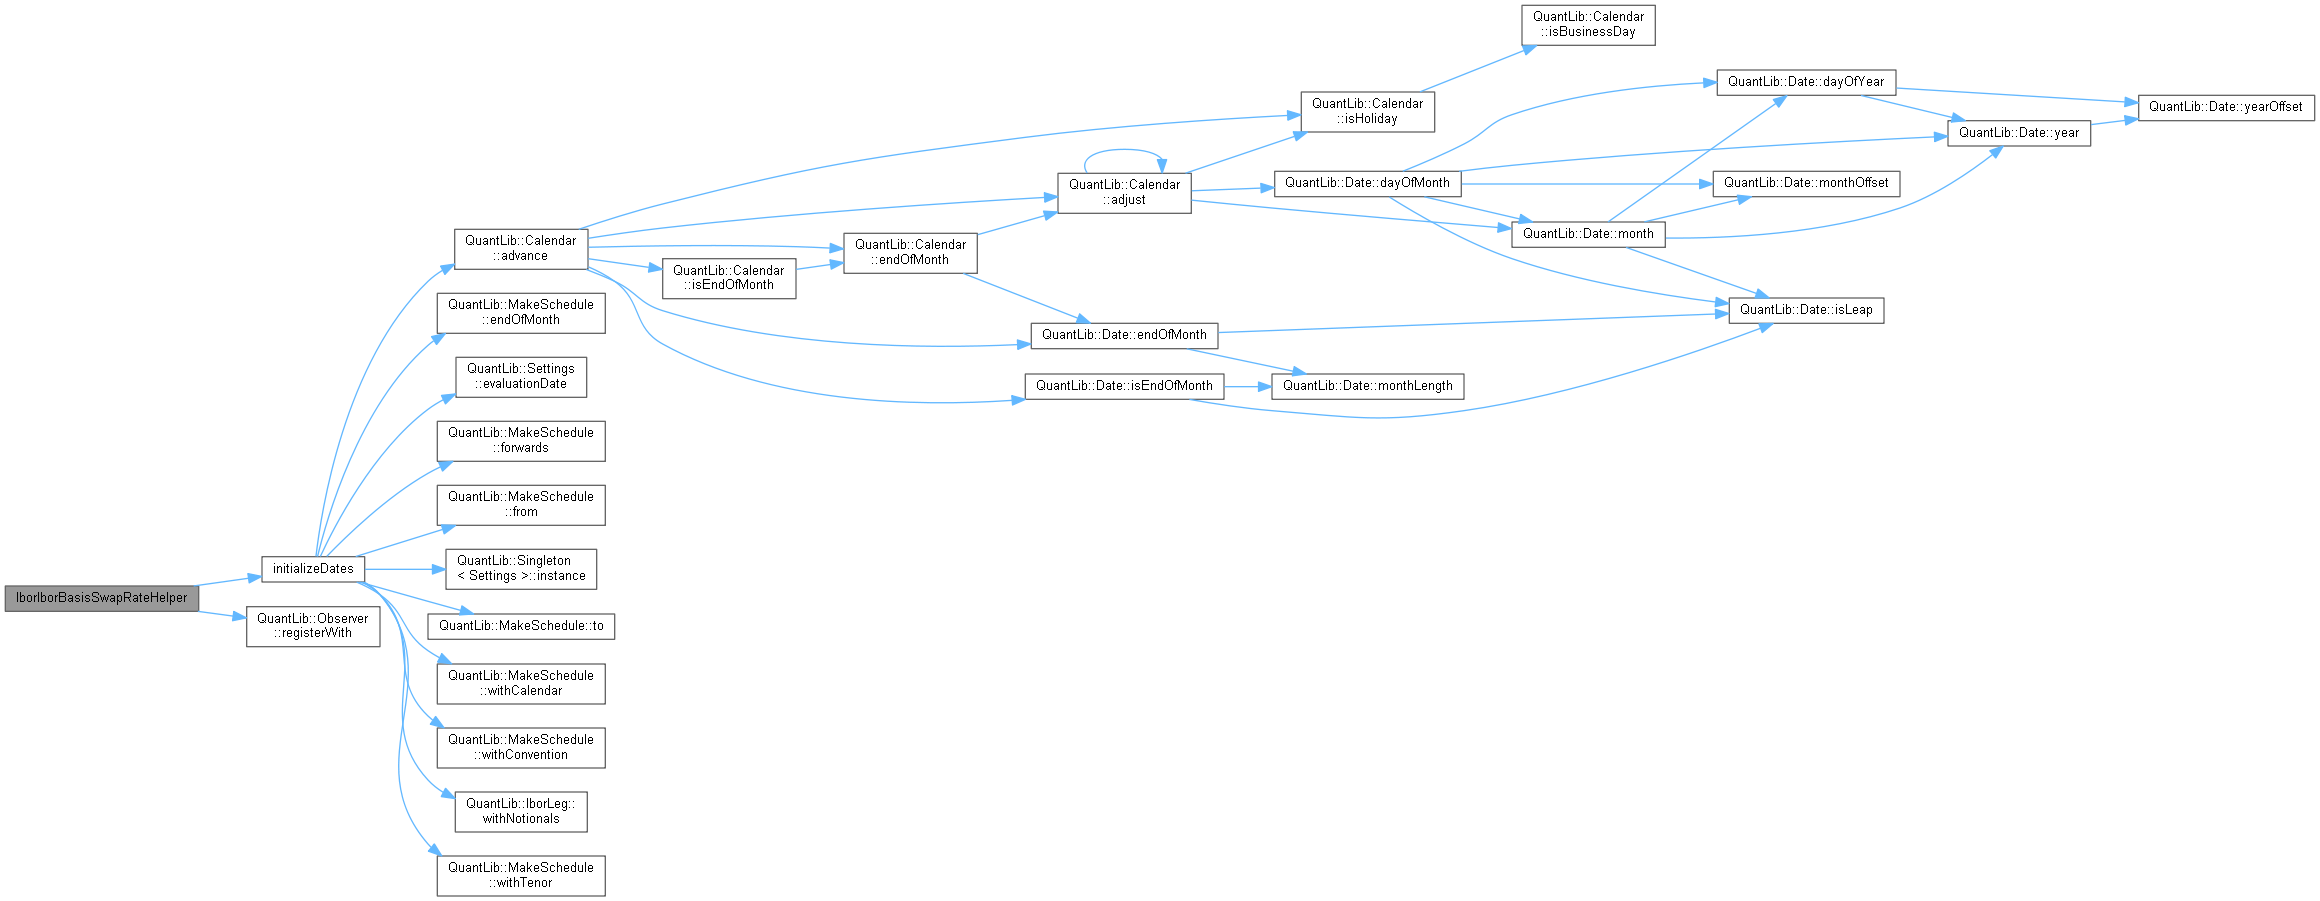 QuantLib::Calendar
::isBusinessDay
QuantLib::Date::dayOfYear
QuantLib::Calendar
::isHoliday
QuantLib::Date::yearOffset
QuantLib::Date::year
QuantLib::Calendar
::adjust
QuantLib::Date::dayOfMonth
QuantLib::Date::monthOffset
QuantLib::Date::month
QuantLib::Calendar
::advance
QuantLib::Calendar
::endOfMonth
QuantLib::Calendar
::isEndOfMonth
QuantLib::MakeSchedule
::endOfMonth
QuantLib::Date::isLeap
QuantLib::Date::endOfMonth
QuantLib::Settings
::evaluationDate
QuantLib::Date::isEndOfMonth
QuantLib::Date::monthLength
QuantLib::MakeSchedule
::forwards
QuantLib::MakeSchedule
::from
QuantLib::Singleton
< Settings >::instance
initializeDates
IborIborBasisSwapRateHelper
QuantLib::Observer
::registerWith
QuantLib::MakeSchedule::to
QuantLib::MakeSchedule
::withCalendar
QuantLib::MakeSchedule
::withConvention
QuantLib::IborLeg::
withNotionals
QuantLib::MakeSchedule
::withTenor